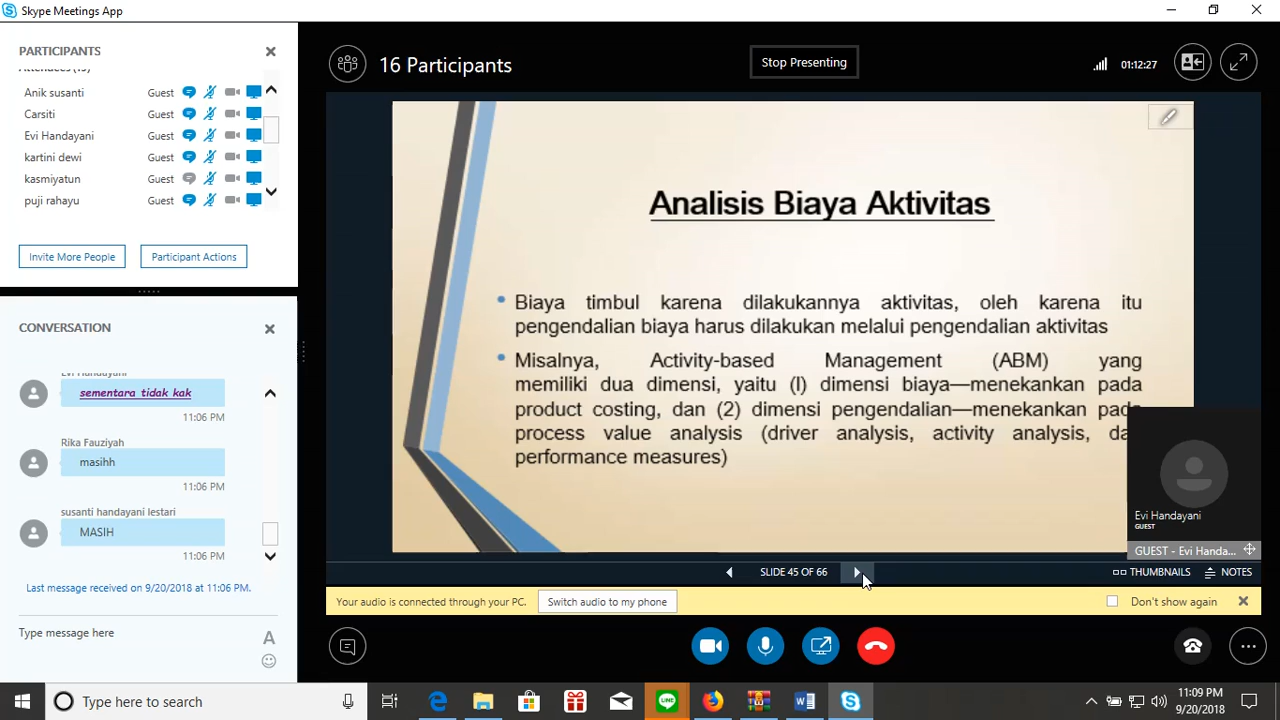 Skype Meetings App
PARTICIPANTS
Attendees (15)
Anik susanti Guest
Carsiti Guest
Evi Handayani Guest
kartini dewi Guest
kasmiyatun Guest
puji rahayu Guest
Invite More People Participant Actions
CONVERSATION
Evi Handayani
sementara tidak kak
11:06 PM
Rika Fauziyah
masihh
11:06 PM
susanti handayani lestari
MASIH
11:06 PM
Last message received on 9/20/2018 at 11:06 PM.
Type message here
A
16 Participants
Stop Presenting
01:12:27
Analisis Biaya Aktivitas
Biaya timbul karena dilakukannya aktivitas, oleh karena itu
pengendalian biaya harus dilakukan melalui pengendalian aktivitas
Misalnya, Activity-based Management (ABM) yang
memiliki dua dimensi, yaitu (l) dimensi biaya—menekankan pada
product costing, dan (2) dimensi pengendalian—menekankan pada
process value analysis (driver analysis, activity analysis, da
performance measures)
Evi Handayani
GUEST
GUEST - Evi Handa...
SLIDE 45 OF 66
THUMBNAILS NOTES
Your audio is connected through your PC. Switch audio to my phone Don't show again
Type here to search
LINE
11:09 PM
9/20/2018